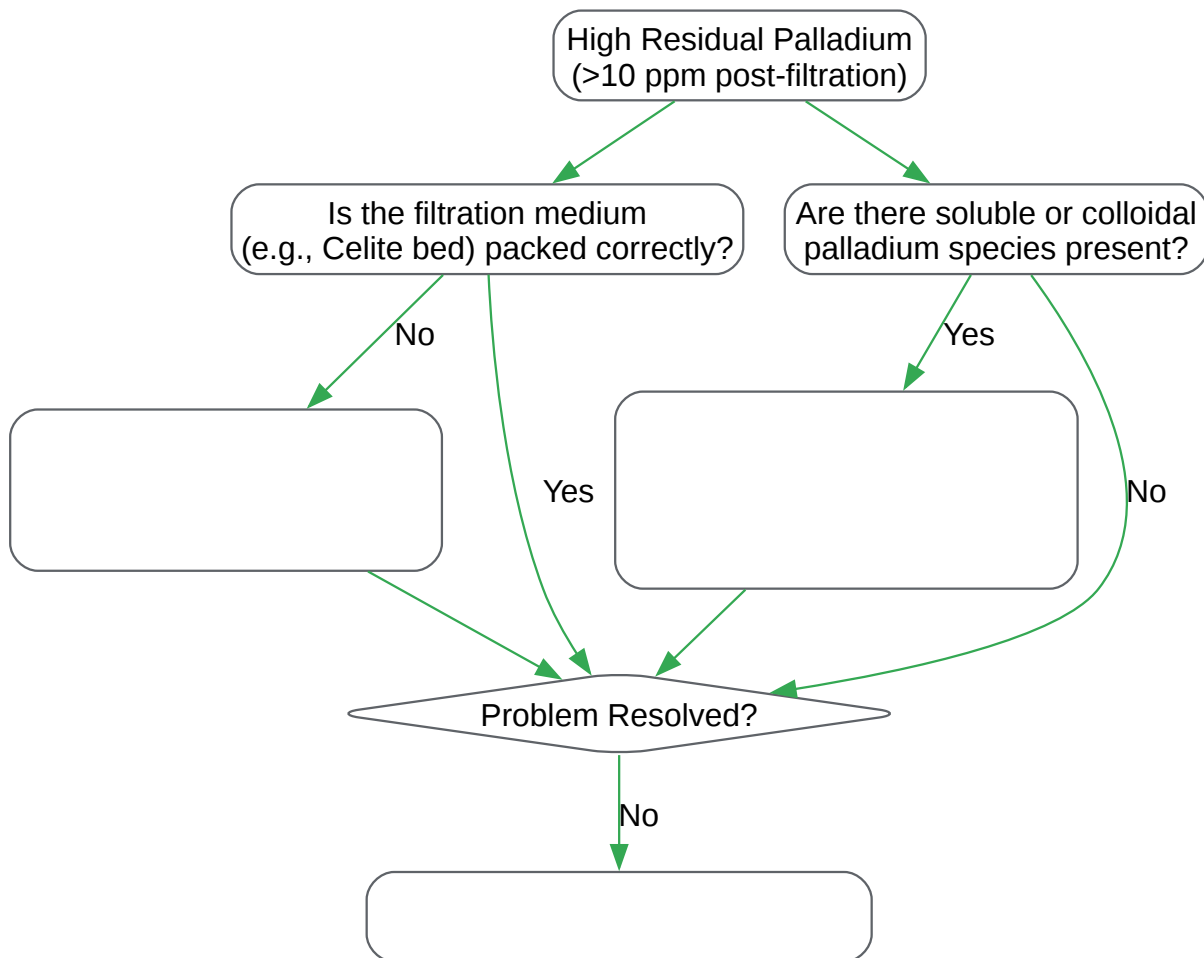 High Residual Palladium
(>10 ppm post-filtration)
Is the filtration medium
(e.g., Celite bed) packed correctly?
Are there soluble or colloidal
palladium species present?
No
Yes
Yes
No
Problem Resolved?
No